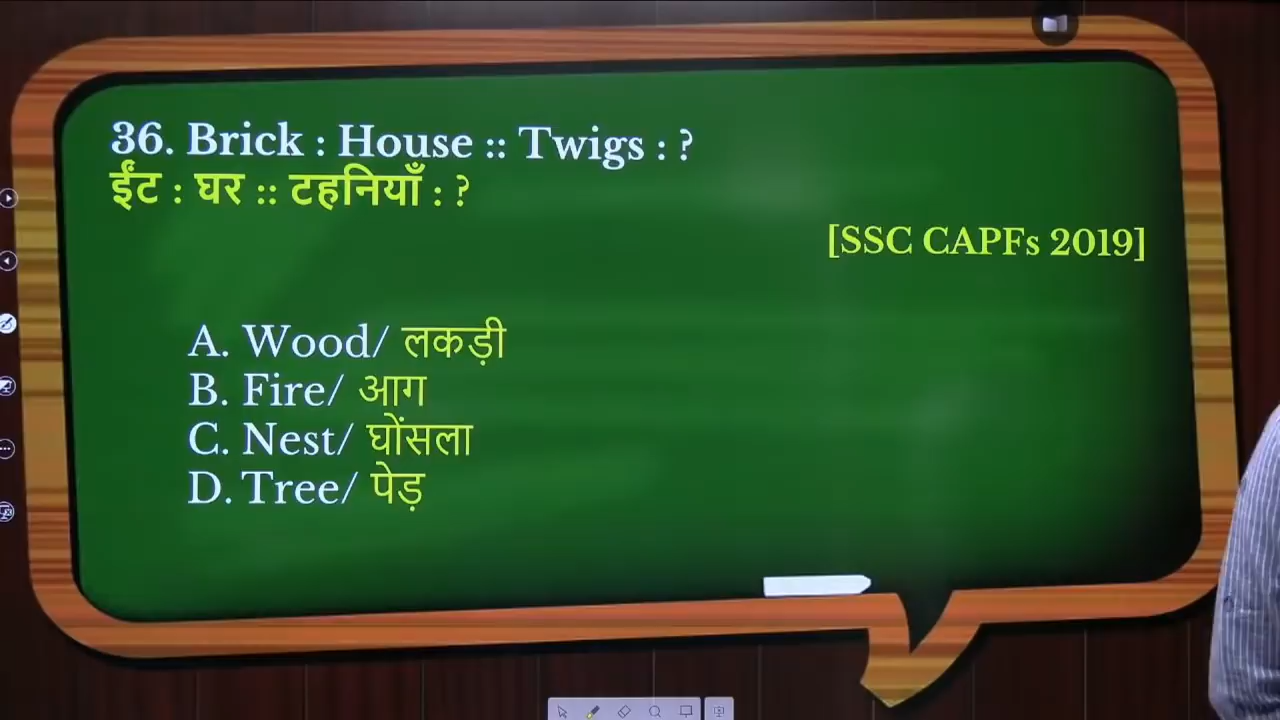 36. Brick : House :: Twigs : ?
ईंट : घर :: टहनियाँ : ?
[SSC CAPFs 2019]
A. Wood/ लकड़ी
B. Fire/ आग
C. Nest/ घोंसला
D. Tree/ पेड़